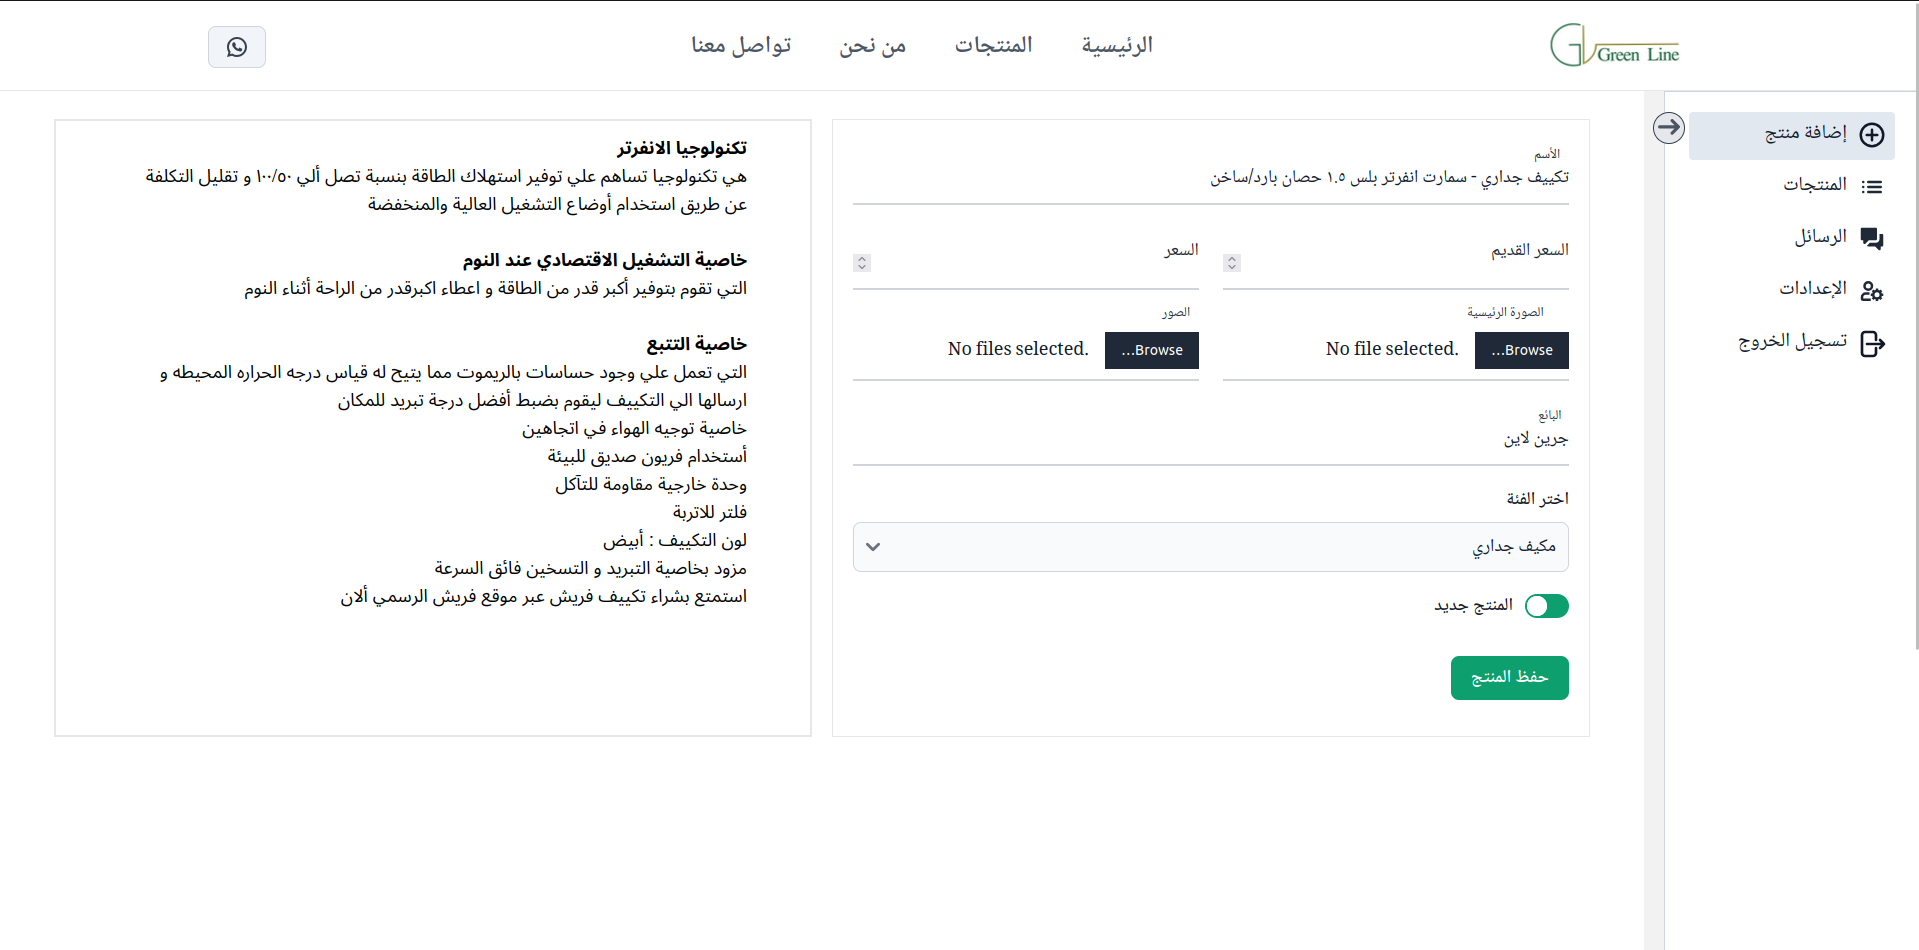 Green Line
الرئيسية
المنتجات
من نحن
تواصل معنا
إضافة منتج
المنتجات
الرسائل
الإعدادات
تسجيل الخروج
الأسم
تكييف جداري - سمارت انفرتر بلس ١.٥ حصان بارد/ساخن
السعر القديم
السعر
الصورة الرئيسية
Browse...
No file selected.
الصور
Browse...
No files selected.
البائع
جرين لاين
اختر الفئة
مكيف جداري
المنتج جديد
حفظ المنتج
تكنولوجيا الانفرتر
هي تكنولوجيا تساهم علي توفير استهلاك الطاقة بنسبة تصل ألي ١٠٠/٥٠ و تقليل التكلفة
عن طريق استخدام أوضاع التشغيل العالية والمنخفضة
خاصية التشغيل الاقتصادي عند النوم
التي تقوم بتوفير أكبر قدر من الطاقة و اعطاء اكبرقدر من الراحة أثناء النوم
خاصية التتبع
التي تعمل علي وجود حساسات بالريموت مما يتيح له قياس درجه الحراره المحيطه و
ارسالها الي التكييف ليقوم بضبط أفضل درجة تبريد للمكان
خاصية توجيه الهواء في اتجاهين
أستخدام فريون صديق للبيئة
وحدة خارجية مقاومة للتآكل
فلتر للاتربة
لون التكييف : أبيض
مزود بخاصية التبريد و التسخين فائق السرعة
استمتع بشراء تكييف فريش عبر موقع فريش الرسمي ألان